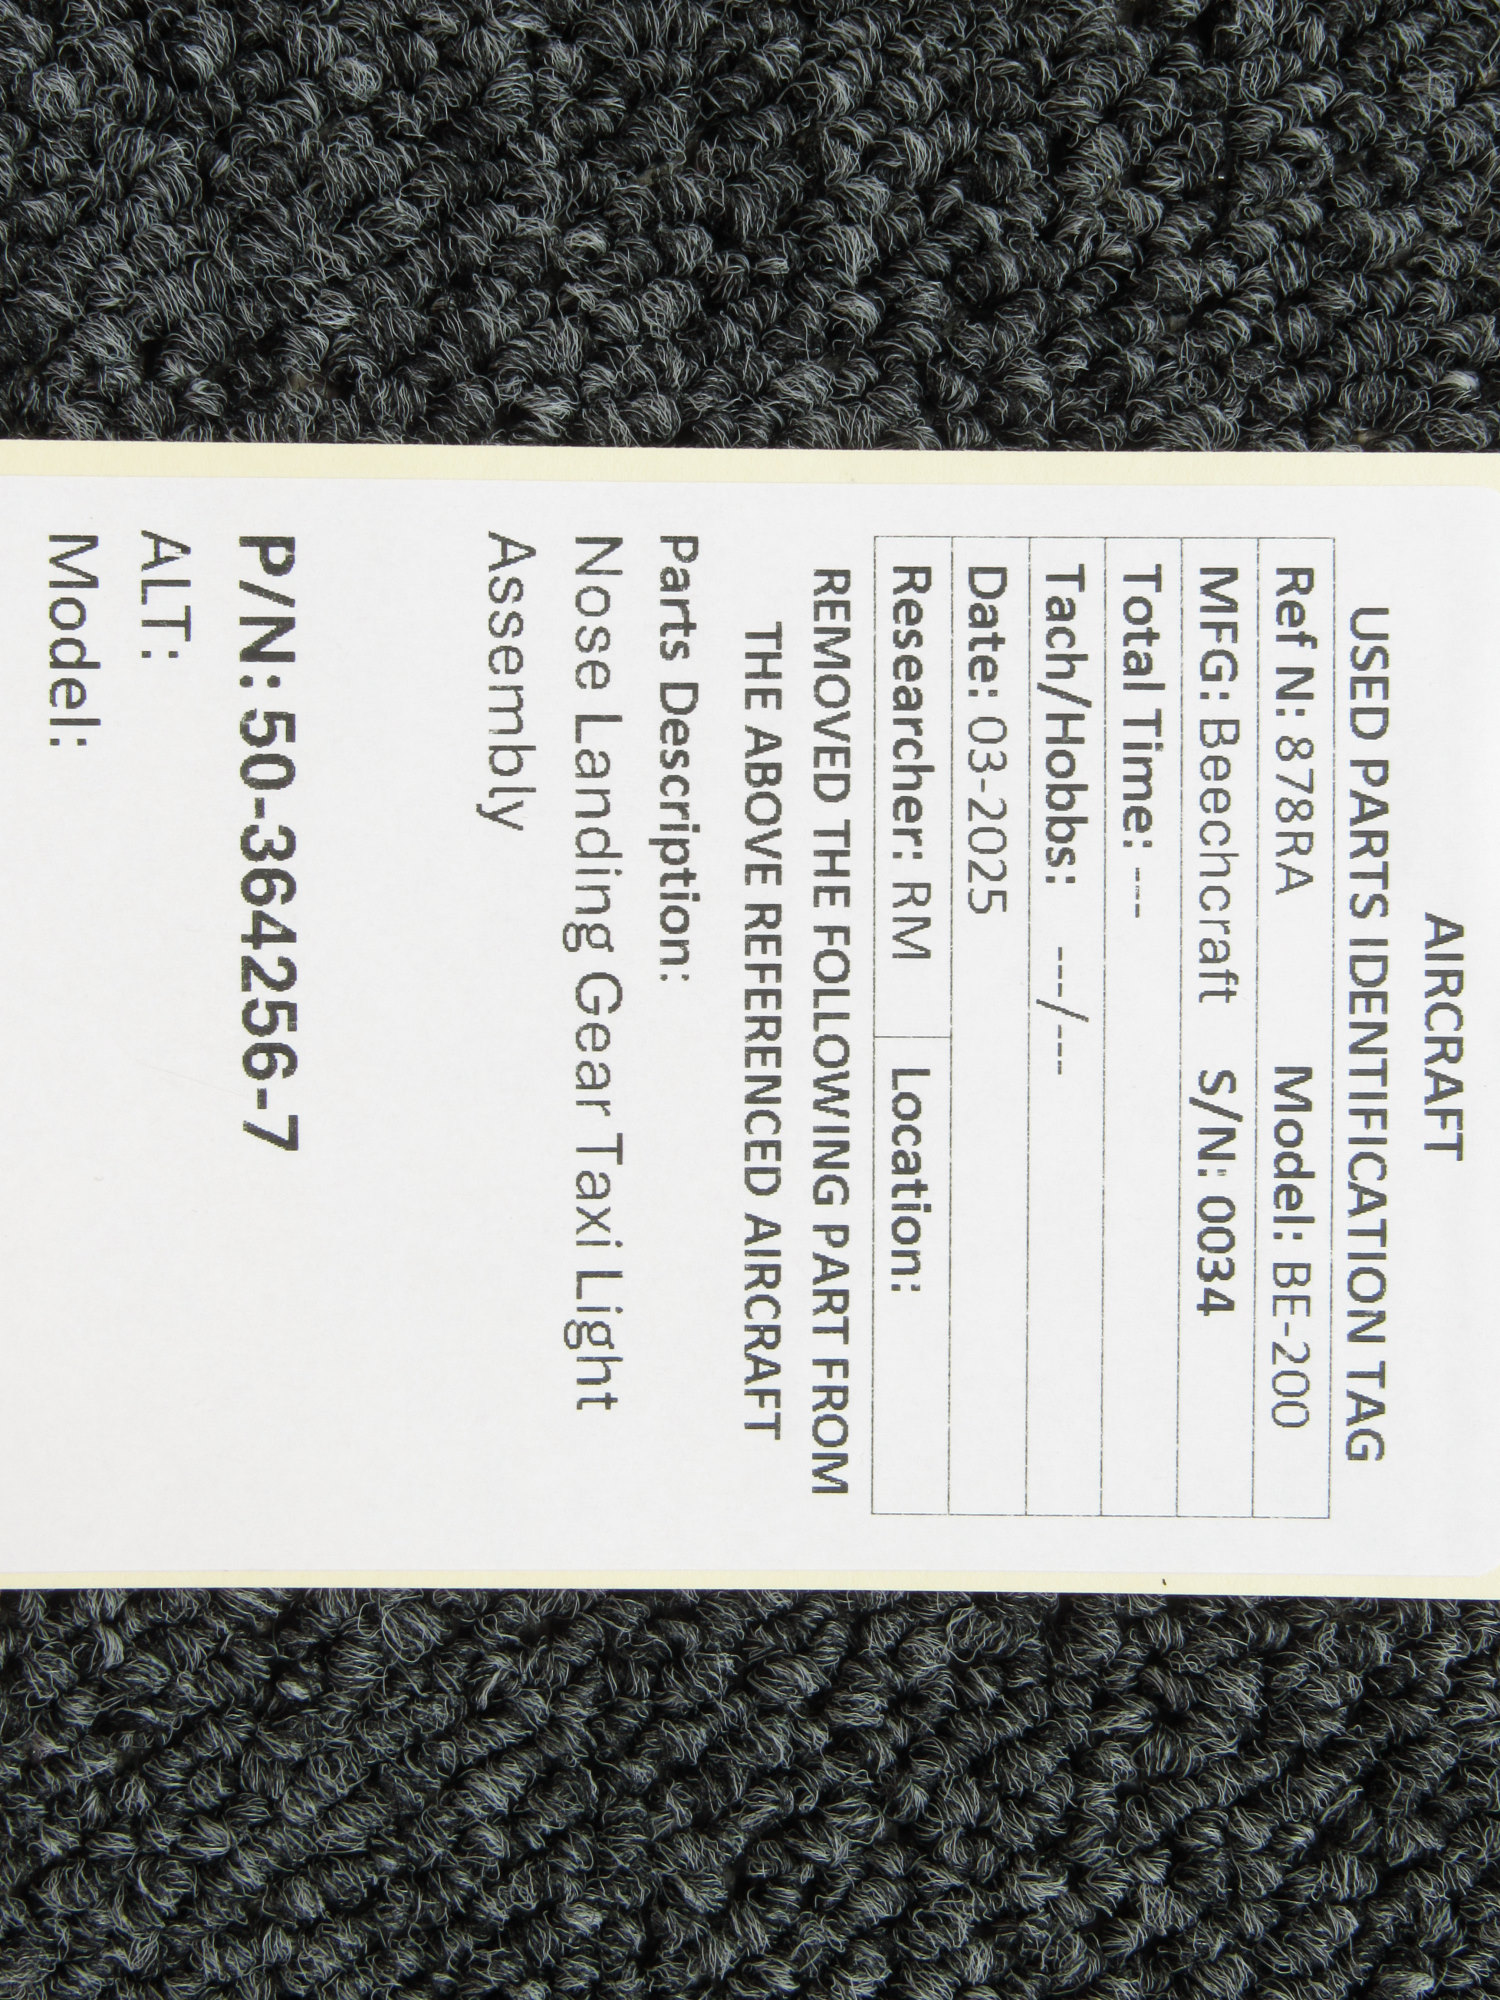 AIRCRAFT
USED PARTS IDENTIFICATION TAG
Ref N: 878RA Model: BE-200
MFG: Beechcraft S/N: 0034
Total Time: ---
Tach/Hobbs: ---/---
Date: 03-2025
Researcher: RM Location:
REMOVED THE FOLLOWING PART FROM
THE ABOVE REFERENCED AIRCRAFT
Parts Description:
Nose Landing Gear Taxi Light
Assembly
P/N: 50-364256-7
ALT:
Model: